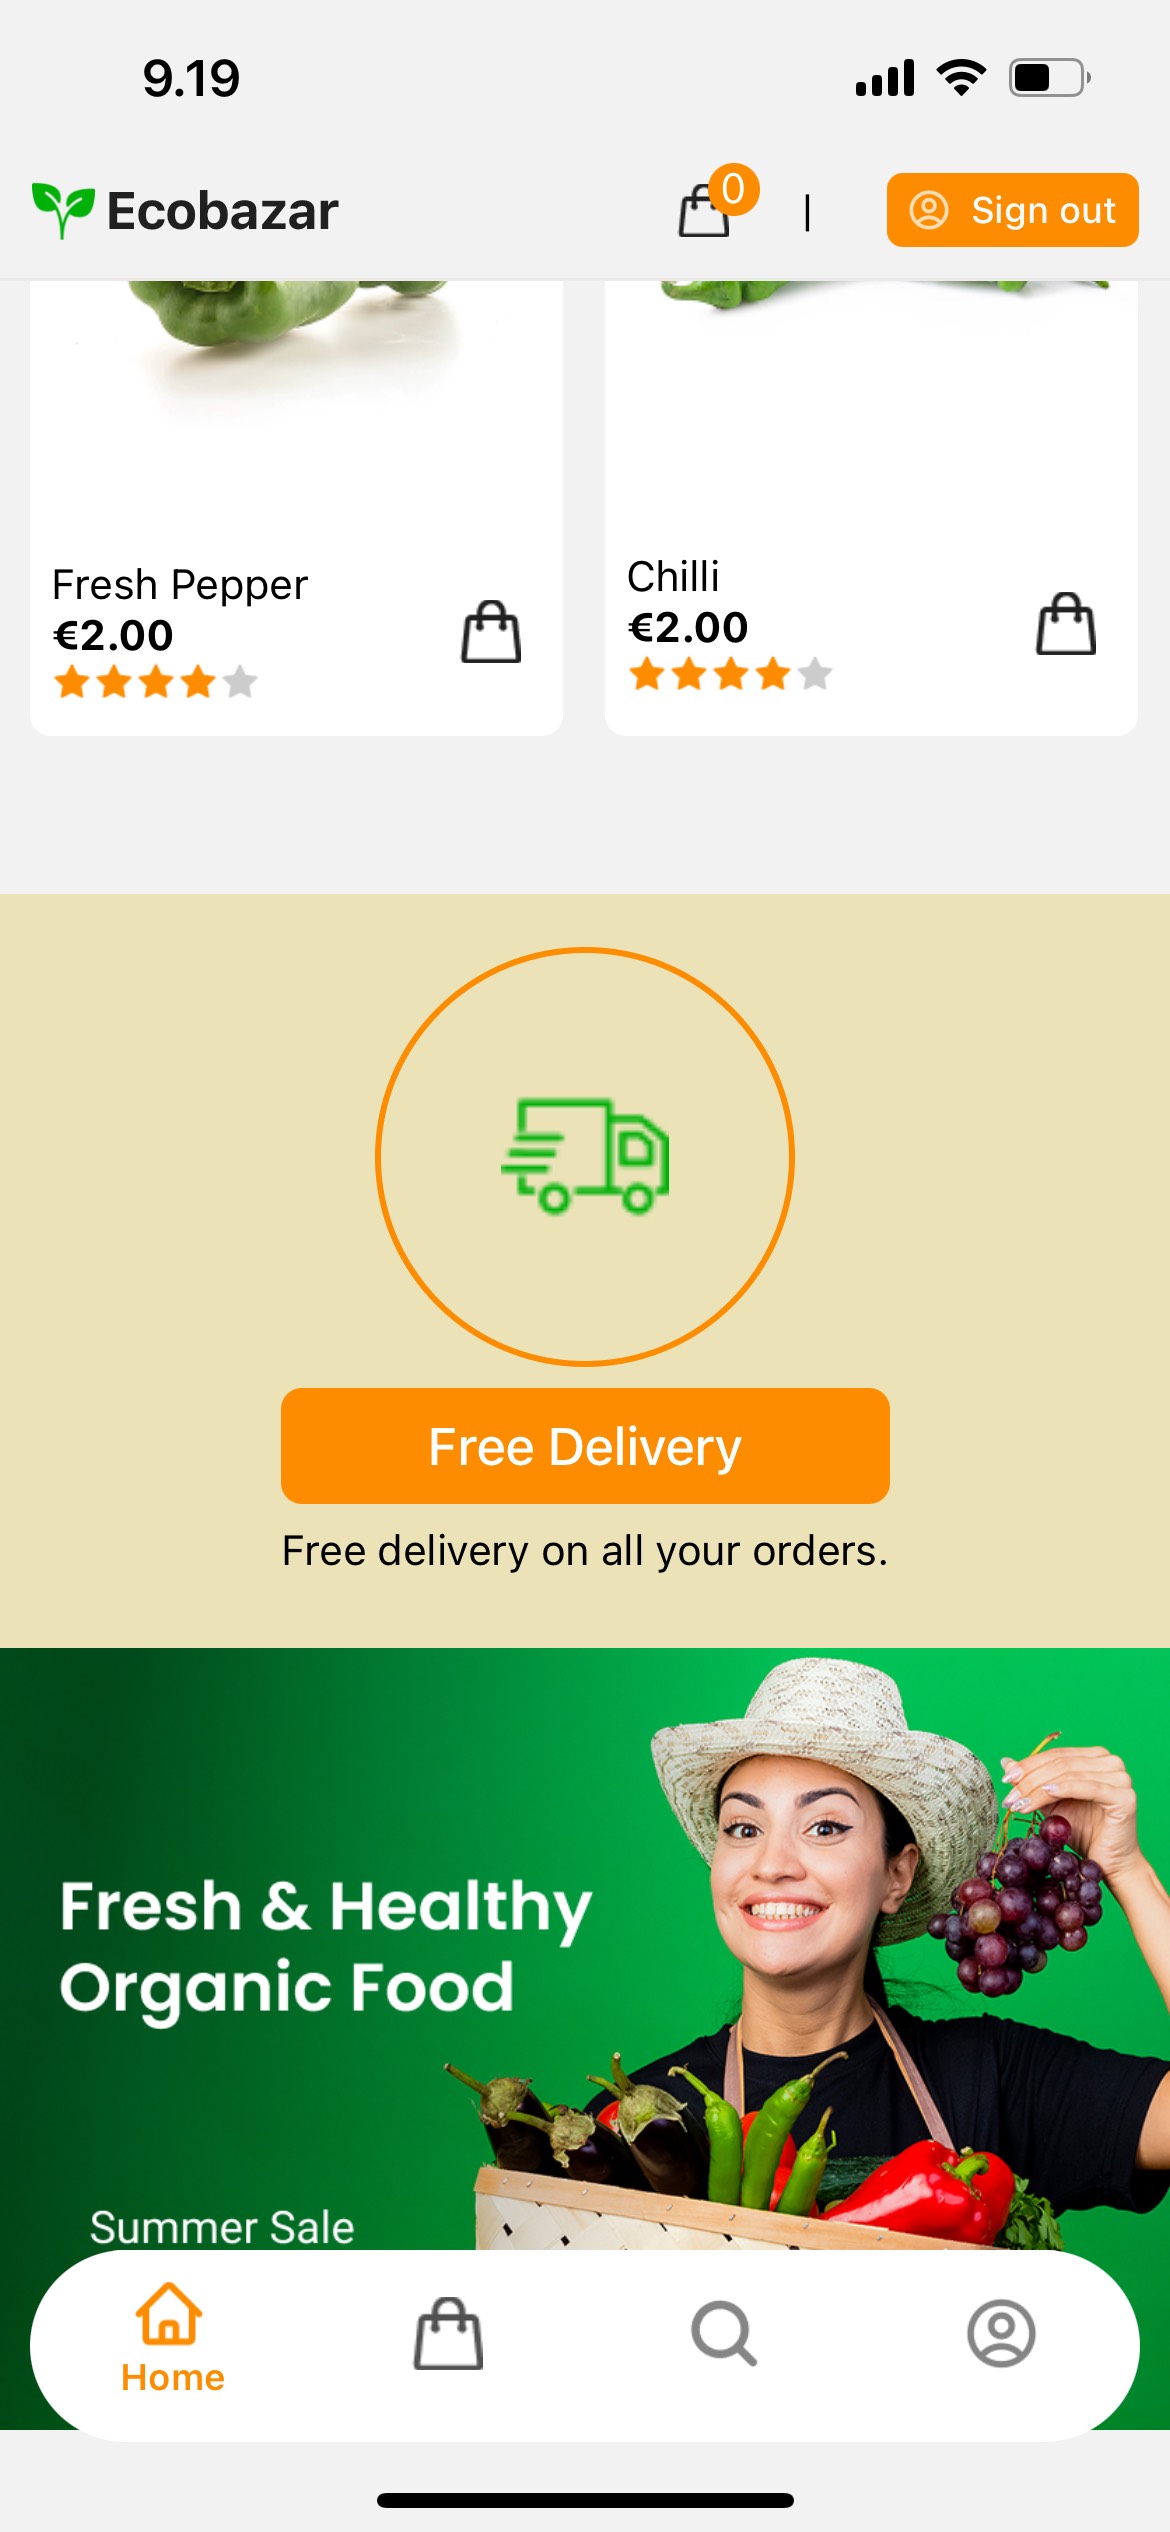 9.19
Ecobazar
0
|
Sign out
Fresh Pepper
€2.00
Chilli
€2.00
Free Delivery
Free delivery on all your orders.
Fresh & Healthy
Organic Food
Summer Sale
Home